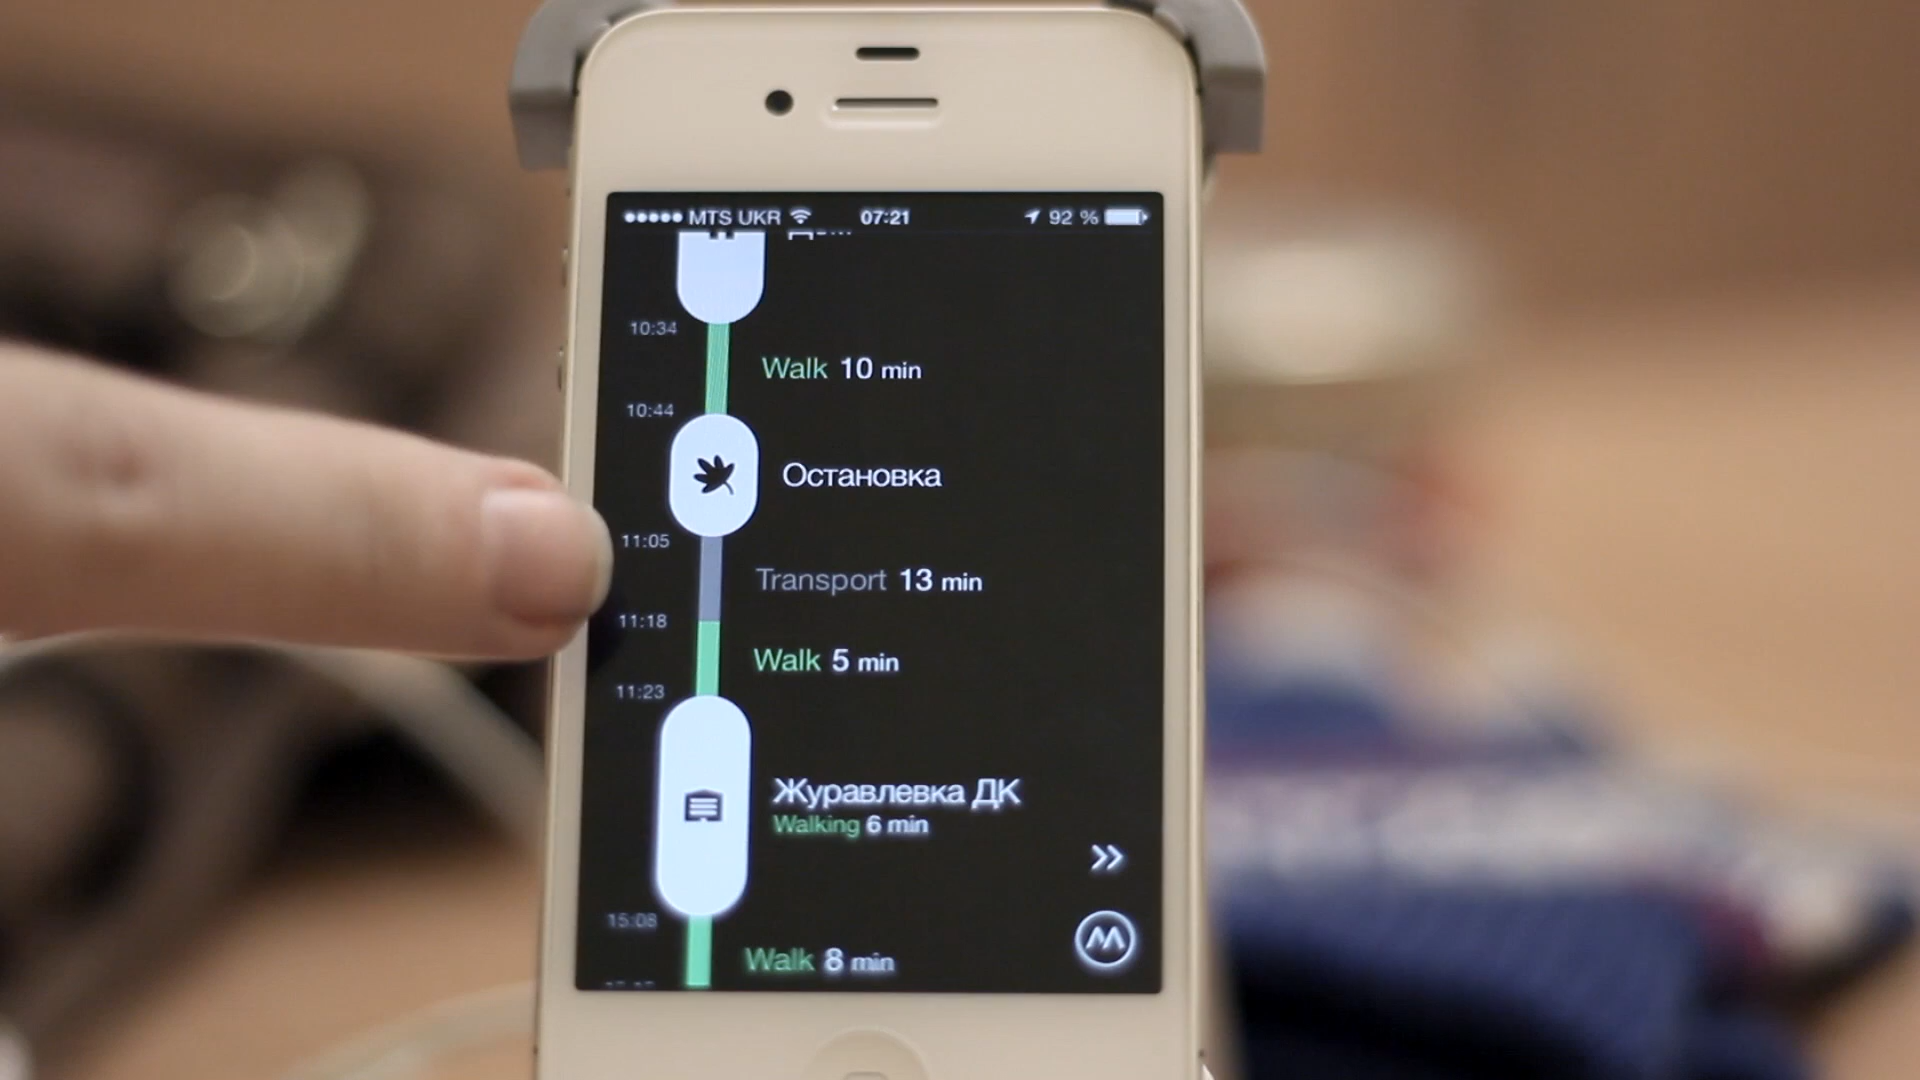 MTS UKR 07:21 92 %
10:34
Walk 10 min
10:44
Остановка
11:05
Transport 13 min
11:18
Walk 5 min
11:23
Журавлевка ДК
Walking 6 min
15:08
Walk 8 min